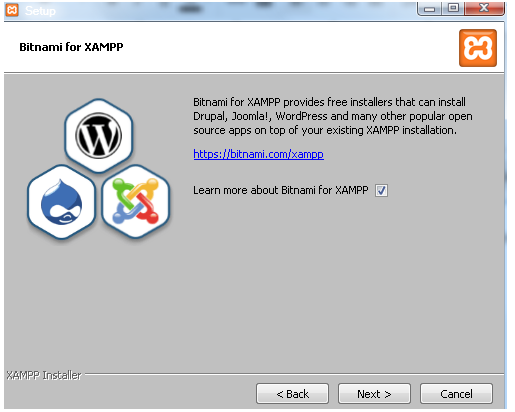 Setup
Bitnami for XAMPP
Bitnami for XAMPP provides free installers that can install
Drupal, Joomla!, WordPress and many other popular open
source apps on top of your existing XAMPP installation.
https://bitnami.com/xampp
Learn more about Bitnami for XAMPP
XAMPP Installer
< Back
Next >
Cancel